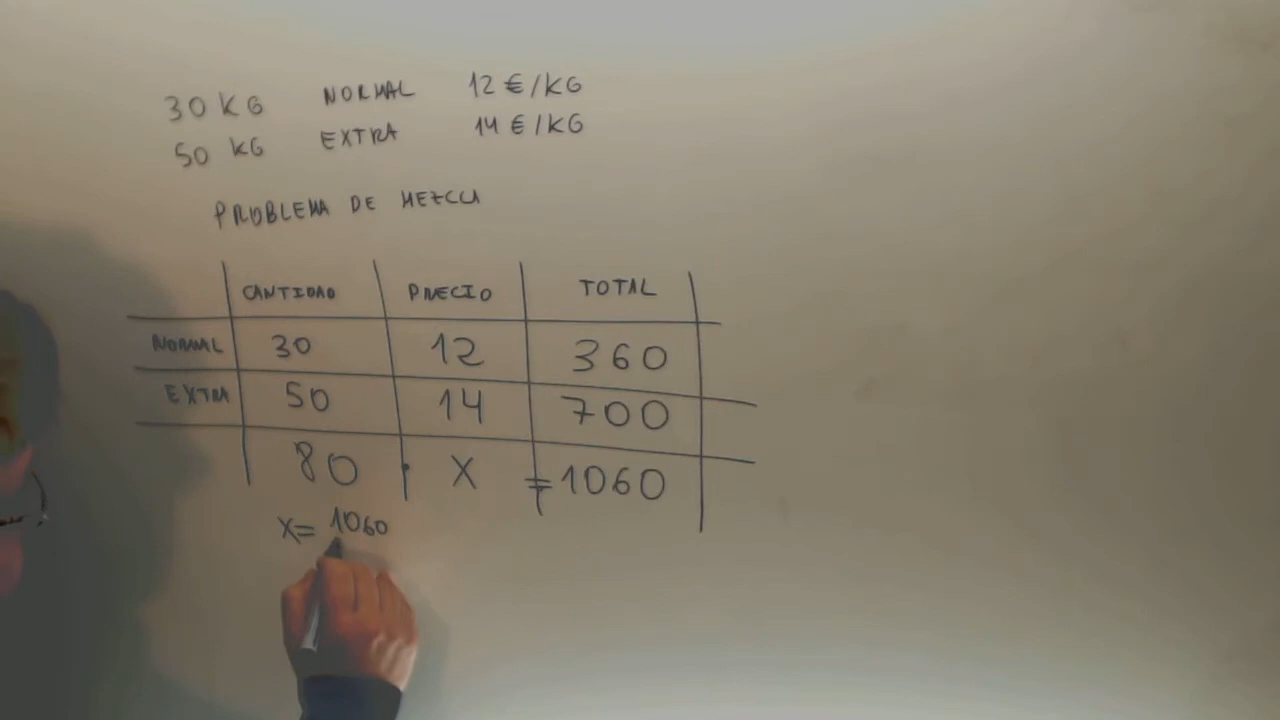 30 KG NORMAL 12 €/KG
50 KG EXTRA 14 €/KG
PROBLEMA DE MEZCLA
CANTIDAD PRECIO TOTAL
NORMAL 30 12 360
EXTRA 50 14 700
80 · X = 1060
X= 1060